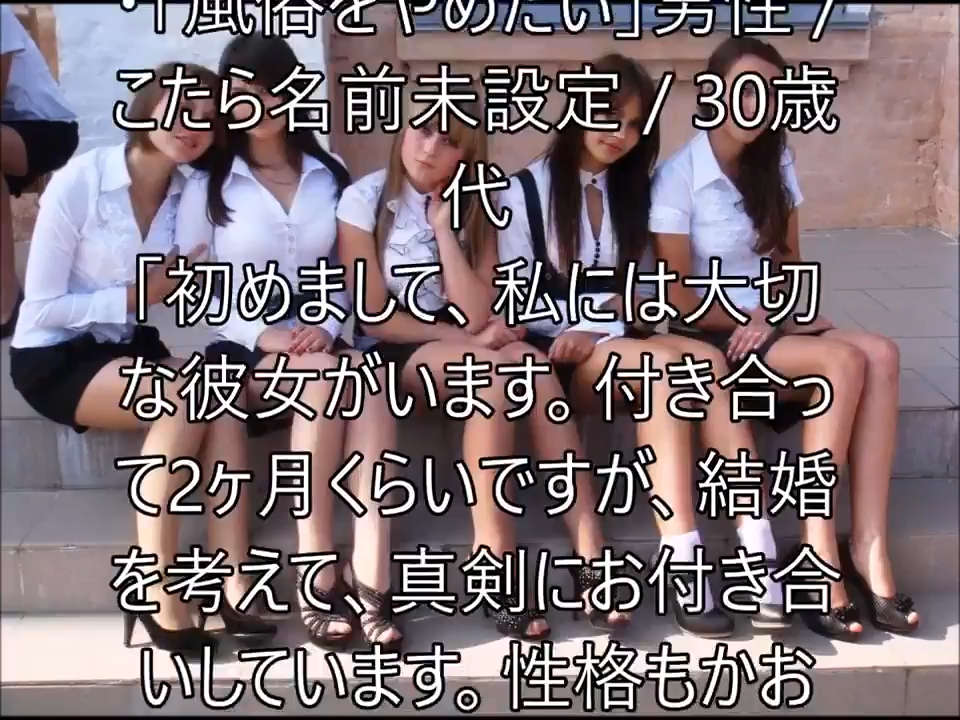 ・「風俗をやめたい」男性 /
こたら名前未設定 / 30歳
代
「初めまして、私には大切
な彼女がいます。付き合っ
て2ヶ月くらいですが、結婚
を考えて、真剣にお付き合
いしています。性格もかお